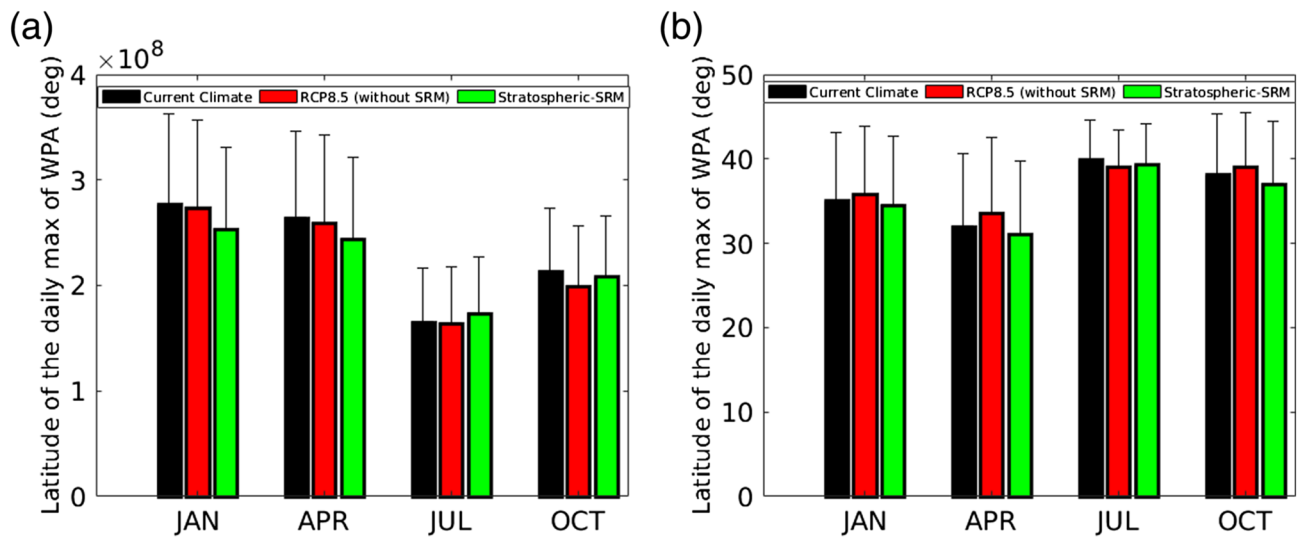 (a)
×10⁸
Latitude of the daily max of WPA (deg)
4
3
2
1
0
Current Climate RCP8.5 (without SRM) Stratospheric-SRM
JAN APR JUL OCT
(b)
Latitude of the daily max of WPA (deg)
50
40
30
20
10
0
Current Climate RCP8.5 (without SRM) Stratospheric-SRM
JAN APR JUL OCT